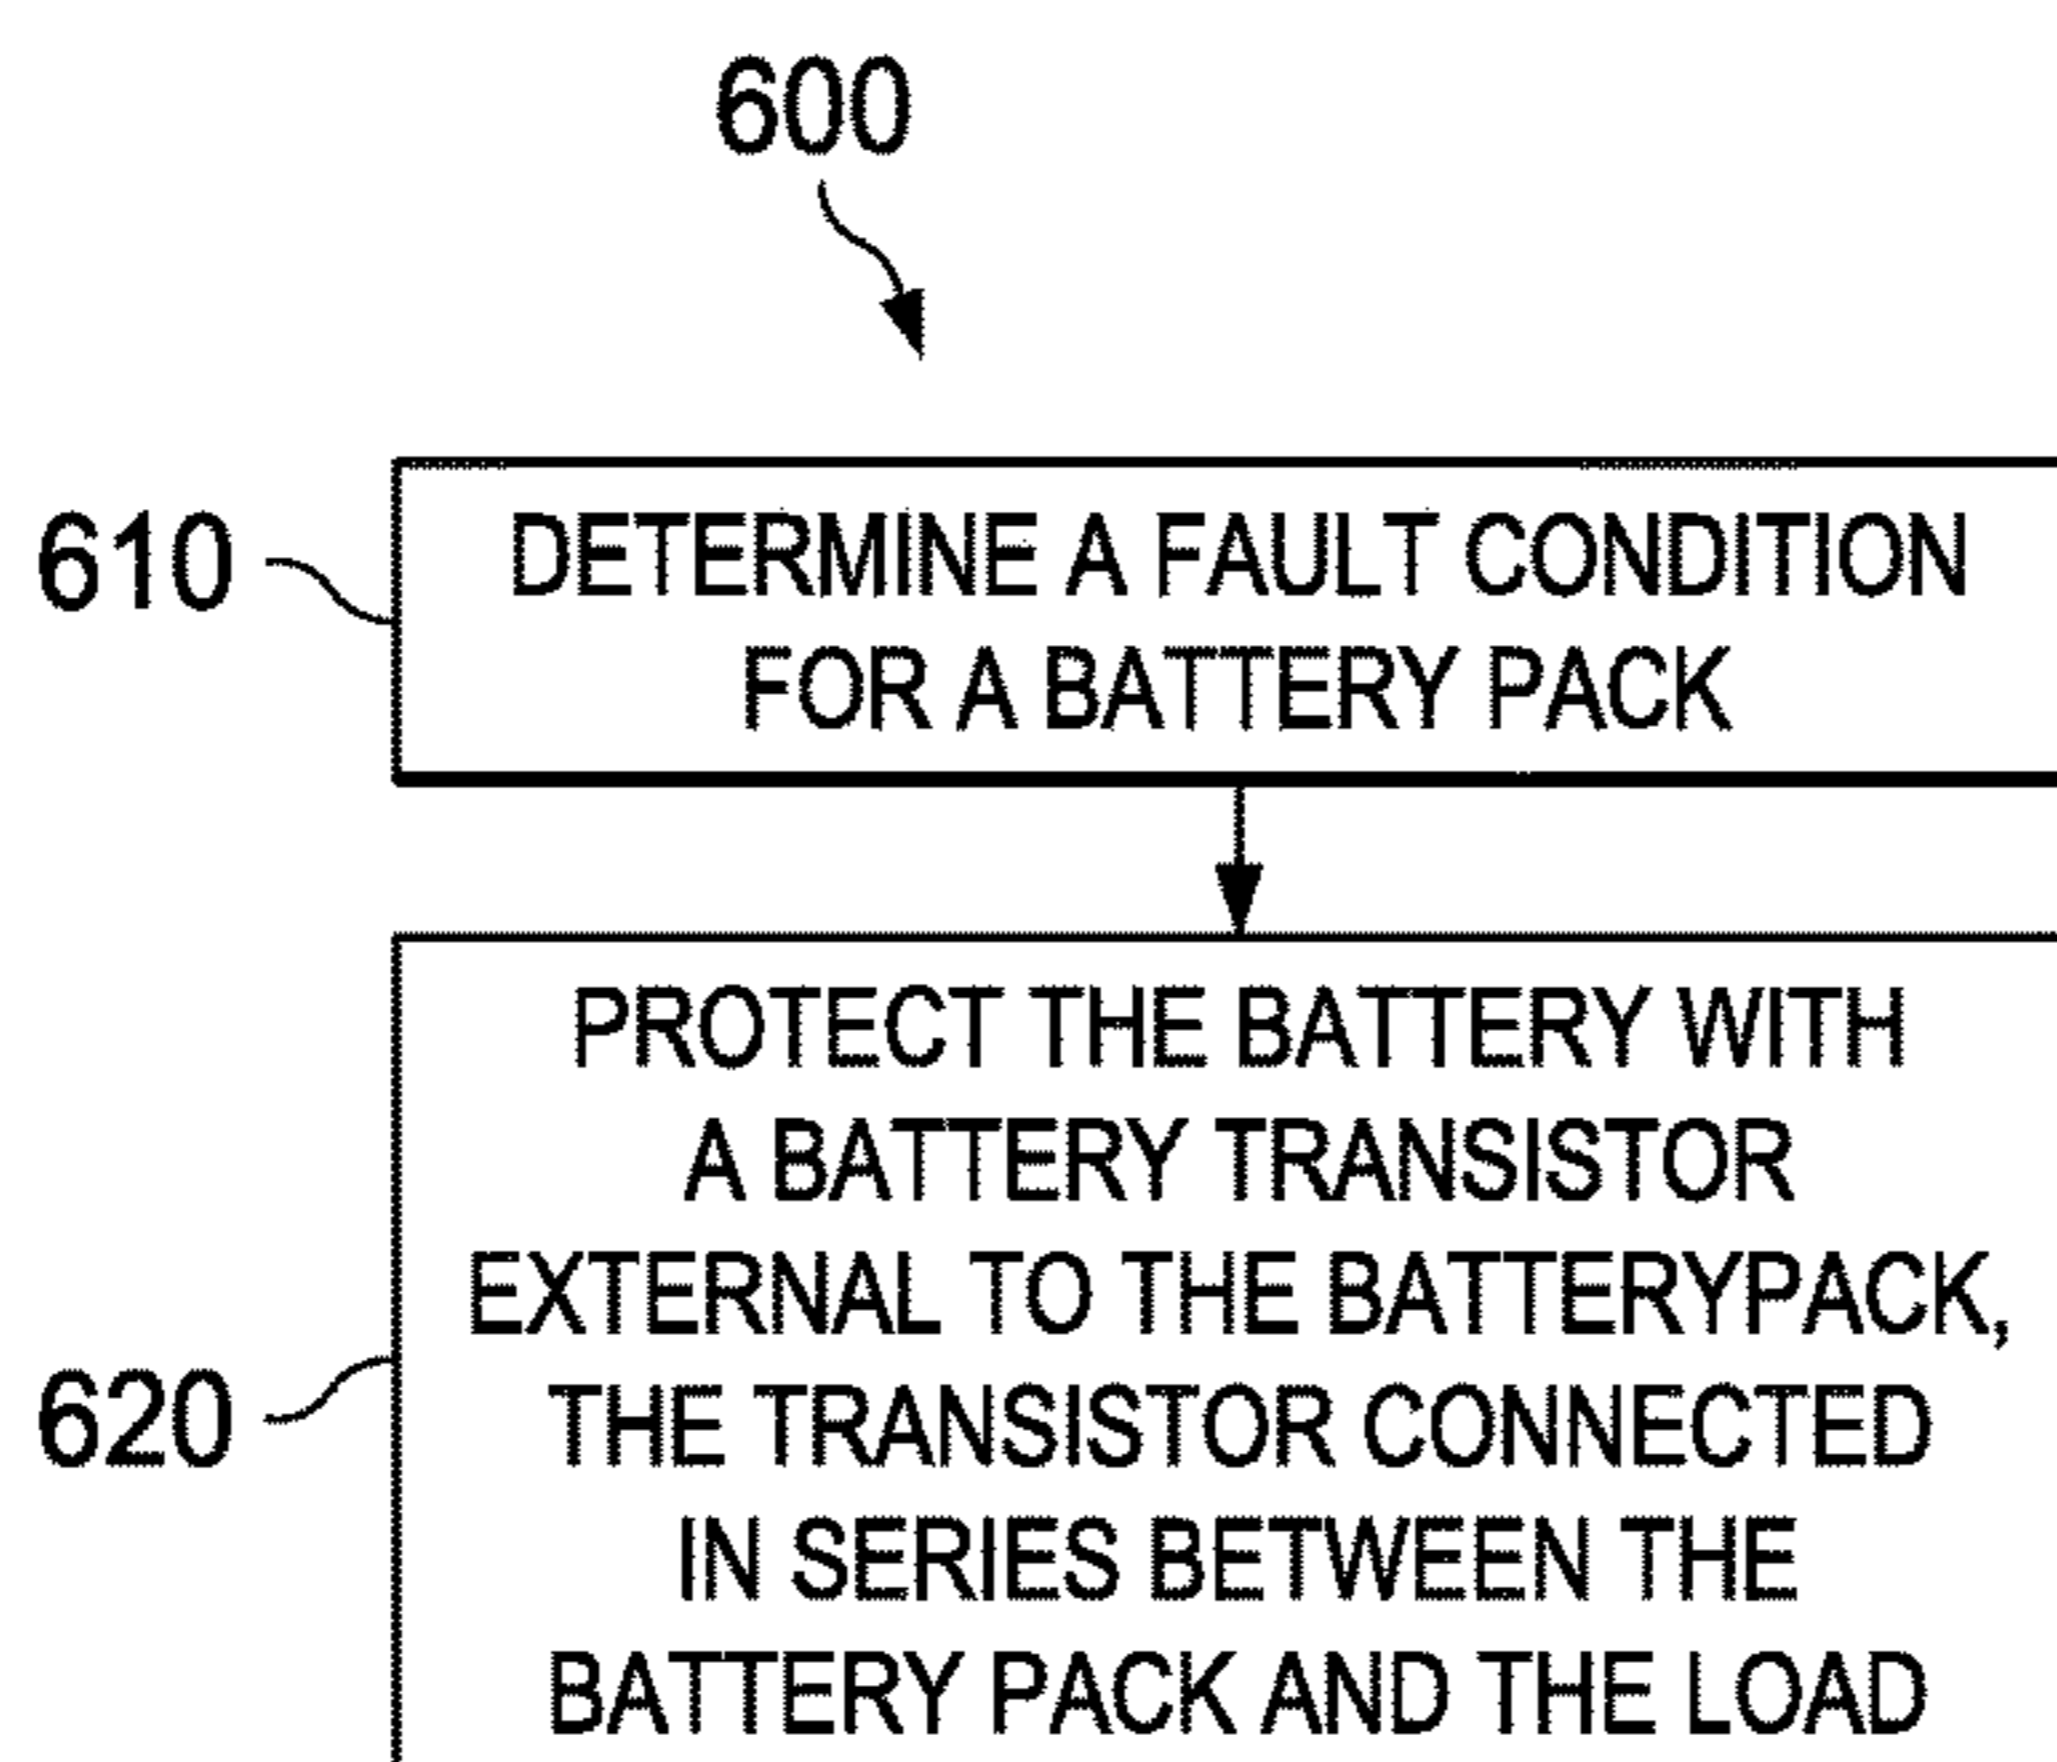 600
610
DETERMINE A FAULT CONDITION
FOR A BATTERY PACK
PROTECT THE BATTERY WITH
A BATTERY TRANSISTOR
EXTERNAL TO THE BATTERYPACK,
620
THE TRANSISTOR CONNECTED
IN SERIES BETWEEN THE
BATTERY PACK AND THE LOAD